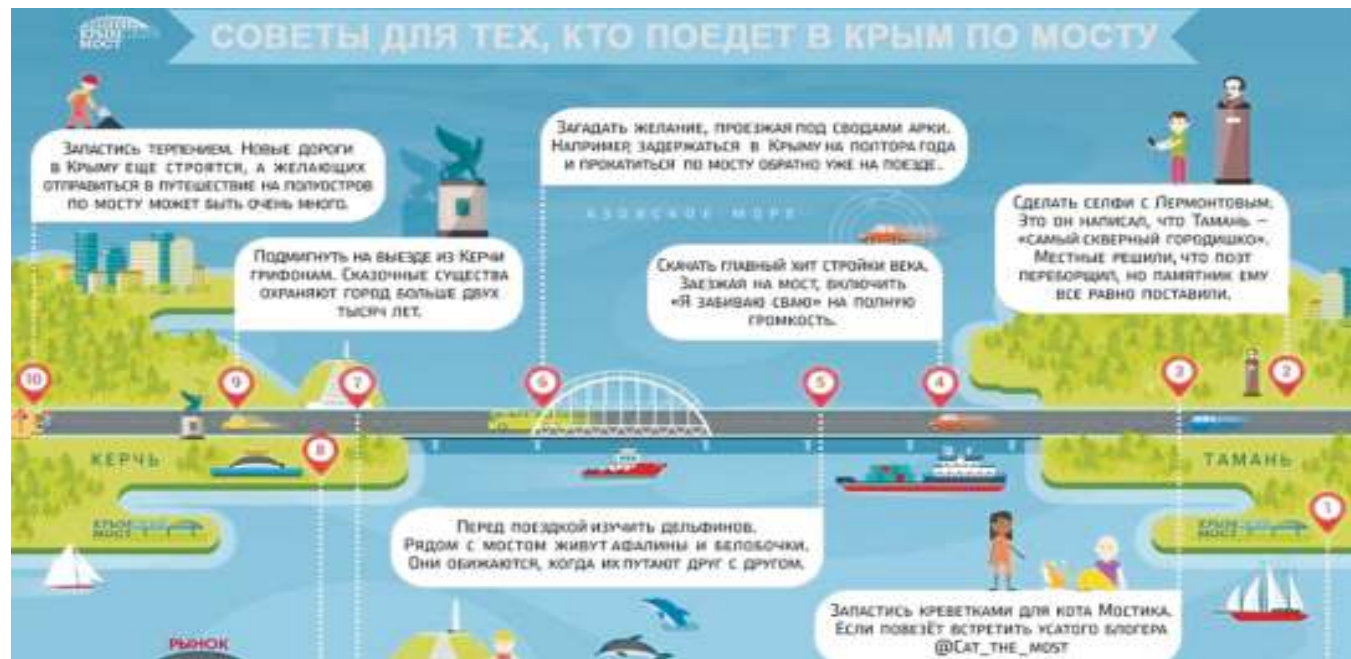 КРЫМ
МОСТ
СОВЕТЫ ДЛЯ ТЕХ, КТО ПОЕДЕТ В КРЫМ ПО МОСТУ
Запастись терпением. Новые дороги
в Крыму еще строятся, а желающих
отправиться в путешествие на полуостров
по мосту может быть очень много.
Загадать желание, проезжая под сводами арки.
Например, задержаться в Крыму на полтора года
и прокатиться по мосту обратно уже на поезде.
АЗОВСКОЕ МОРЕ
Сделать селфи с Лермонтовым.
Это он написал, что Тамань –
«самый скверный городишко».
Местные решили, что поэт
переборщил, но памятник ему
все равно поставили.
Подмигнуть на выезде из Керчи
грифонам. Сказочные существа
охраняют город больше двух
тысяч лет.
Скачать главный хит стройки века.
Заезжая на мост, включить
«Я забиваю сваю» на полную
громкость.
10
9
7
6
5
4
3
2
8
КЕРЧЬ
ТАМАНЬ
1
КРЫМ
МОСТ
КРЫМ
МОСТ
Перед поездкой изучить дельфинов.
Рядом с мостом живут афалины и белобочки.
Они обижаются, когда их путают друг с другом.
Запастись креветками для кота Мостика.
Если повезёт встретить усатого блогера
@Cat_the_most
РЫНОК